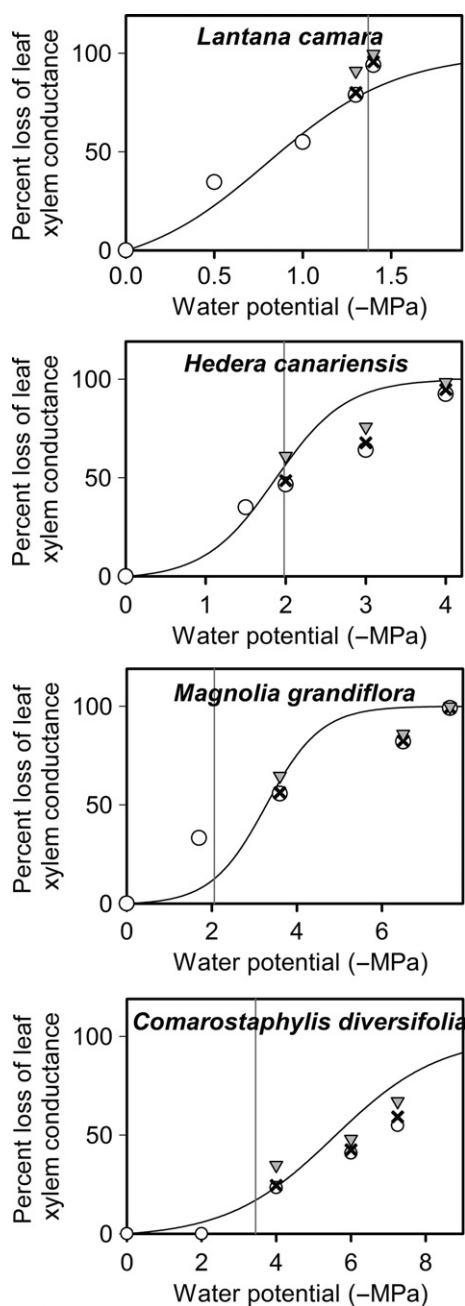 Lantana camara
Percent loss of leaf
xylem conductance
100
50
0
0.0 0.5 1.0 1.5
Water potential (–MPa)
Hedera canariensis
Percent loss of leaf
xylem conductance
100
50
0
0 1 2 3 4
Water potential (–MPa)
Magnolia grandiflora
Percent loss of leaf
xylem conductance
100
50
0
0 2 4 6
Water potential (–MPa)
Comarostaphylis diversifolia
Percent loss of leaf
xylem conductance
100
50
0
0 2 4 6 8
Water potential (–MPa)